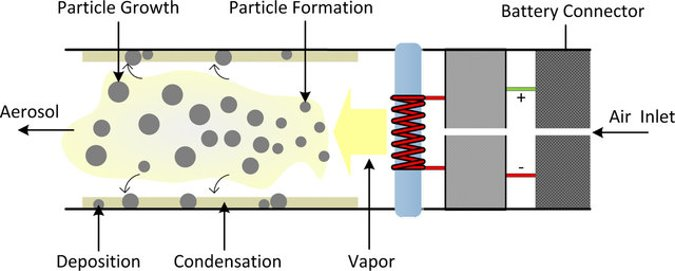 Particle Growth
Particle Formation
Battery Connector
Aerosol
+
Air Inlet
-
Deposition
Condensation
Vapor